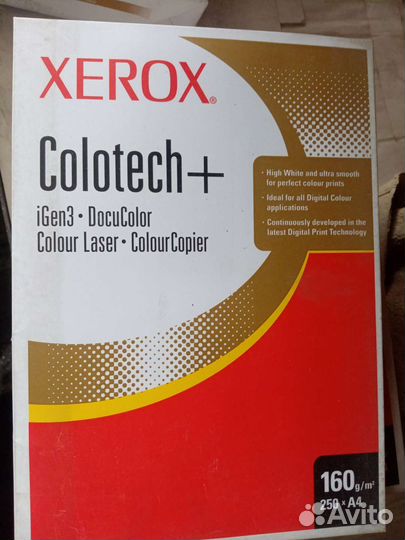 XEROX®
Colotech+
iGen3 • DocuColor
Colour Laser • ColourCopier
• High White and ultra smooth
for perfect colour prints
• Ideal for all Digital Colour
applications
• Continuously developed in the
latest Digital Print Technology
160 g/m²
250 × A4
Avito